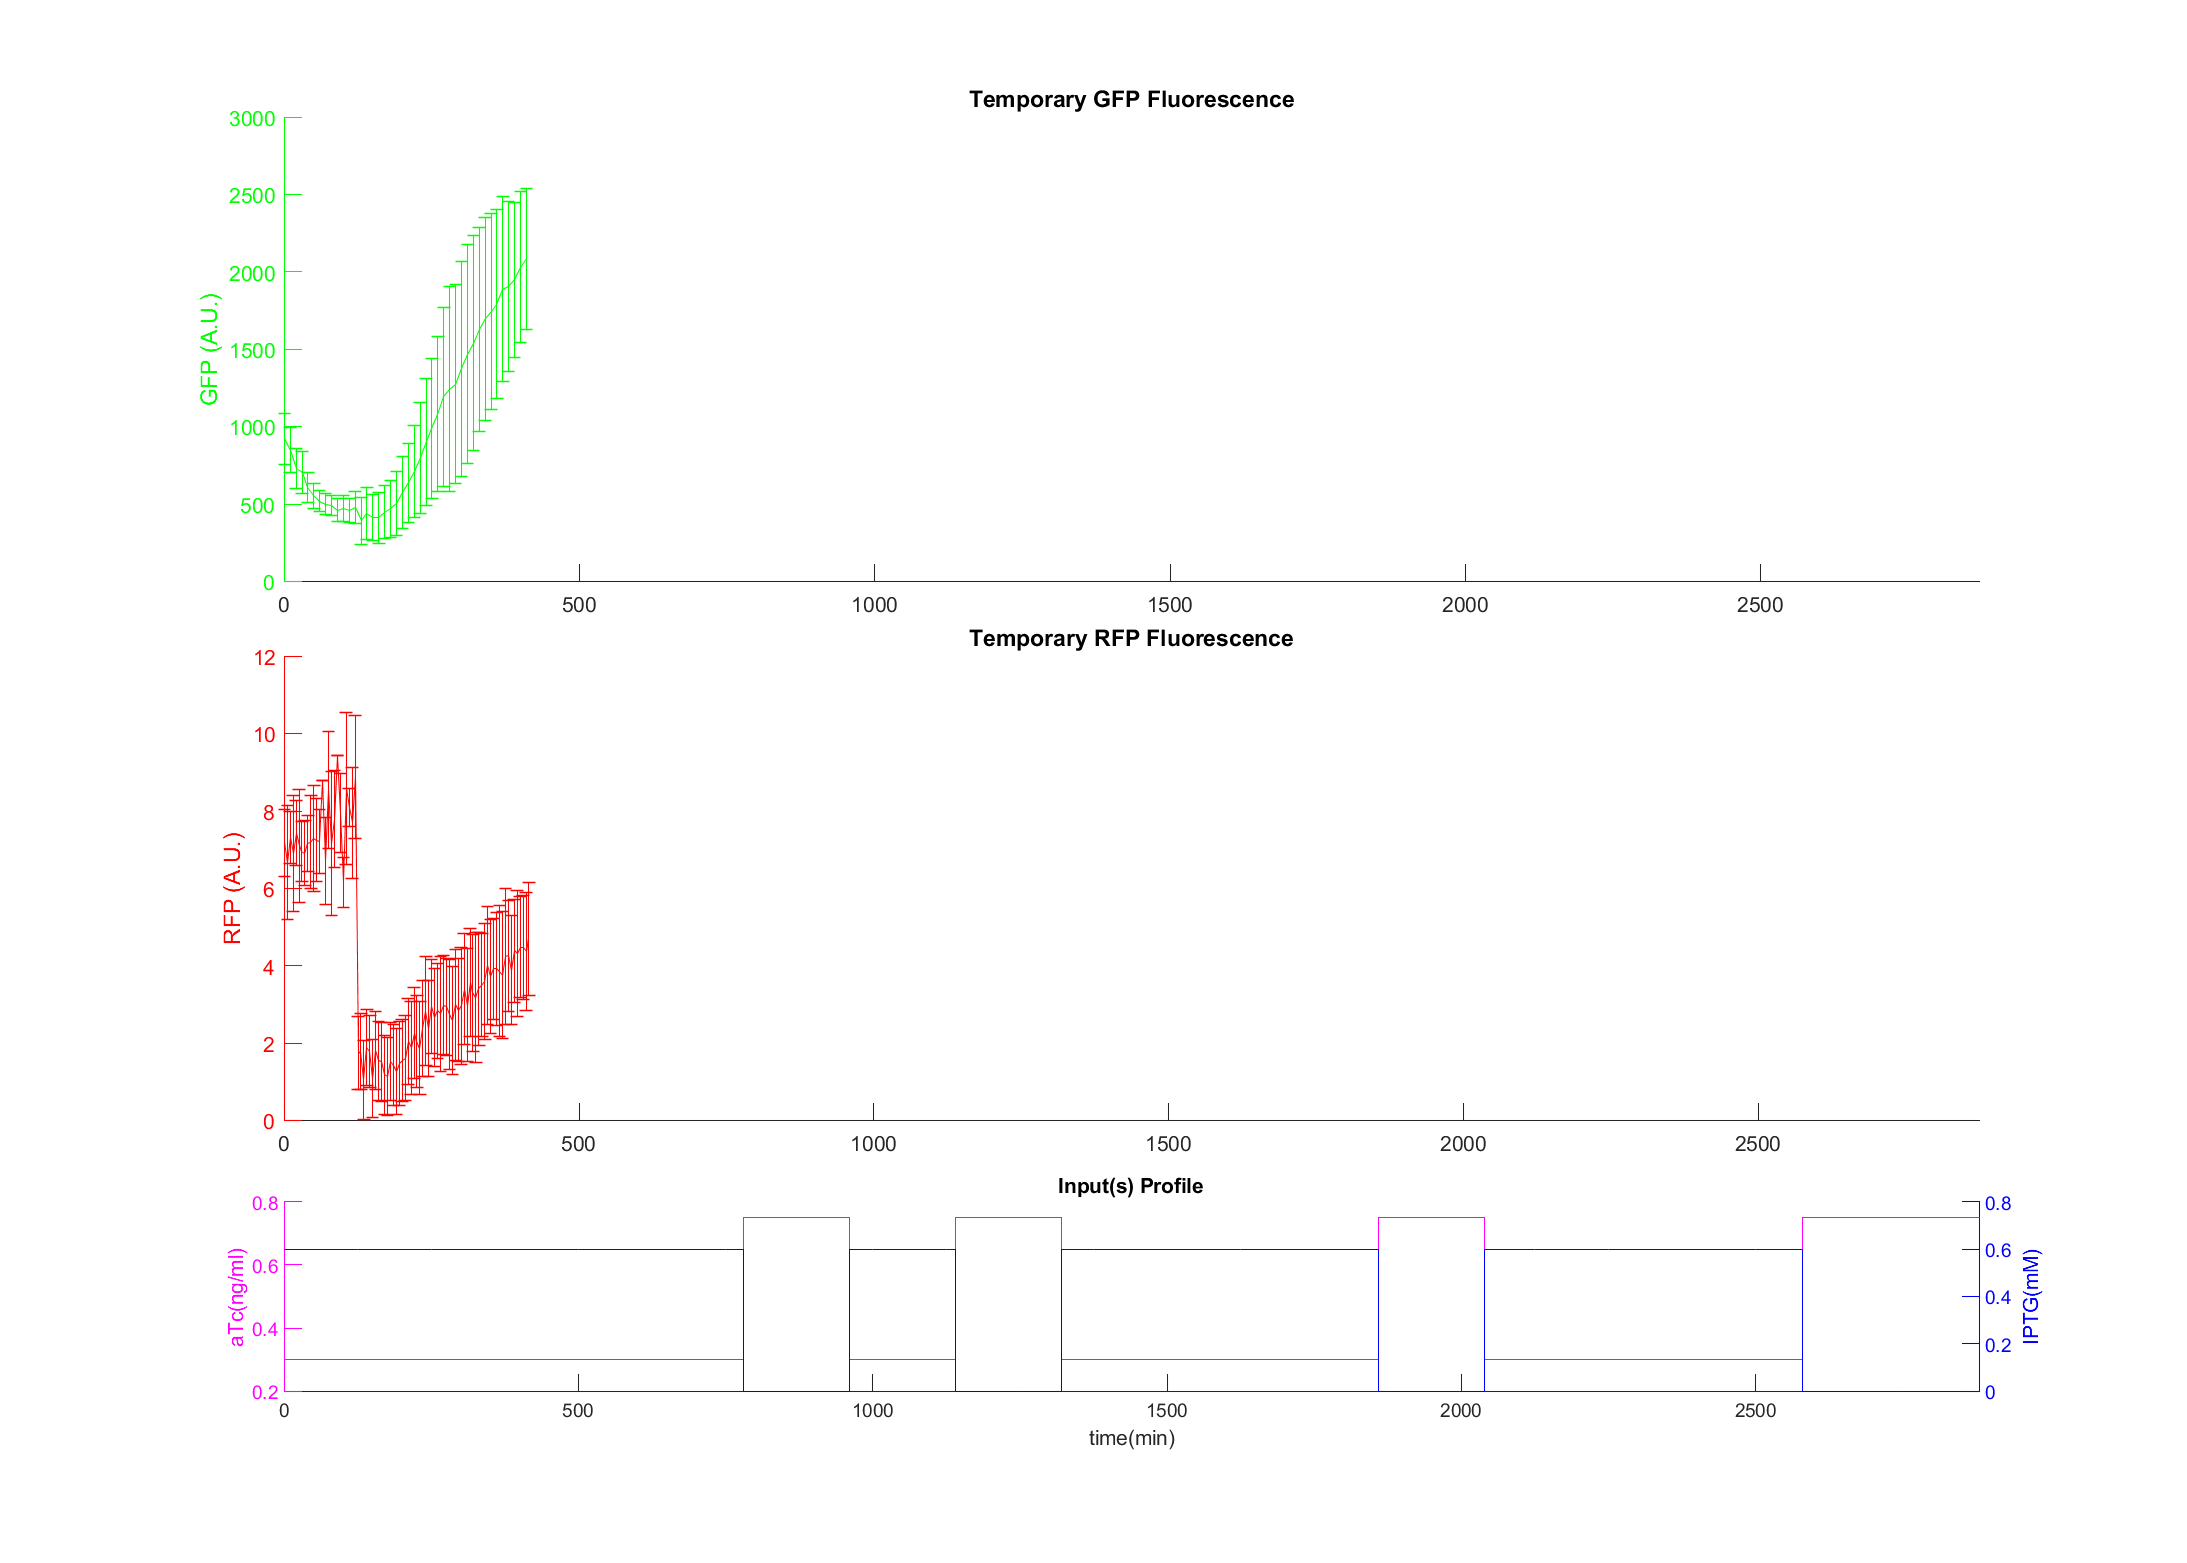 Temporary GFP Fluorescence
3000
2500
2000
1500
1000
500
0
GFP (A.U.)
0 500 1000 1500 2000 2500
Temporary RFP Fluorescence
12
10
8
6
4
2
0
RFP (A.U.)
0 500 1000 1500 2000 2500
Input(s) Profile
0.8
0.6
0.4
0.2
aTc(ng/ml)
0.8
0.6
0.4
0.2
0
IPTG(mM)
0 500 1000 1500 2000 2500
time(min)